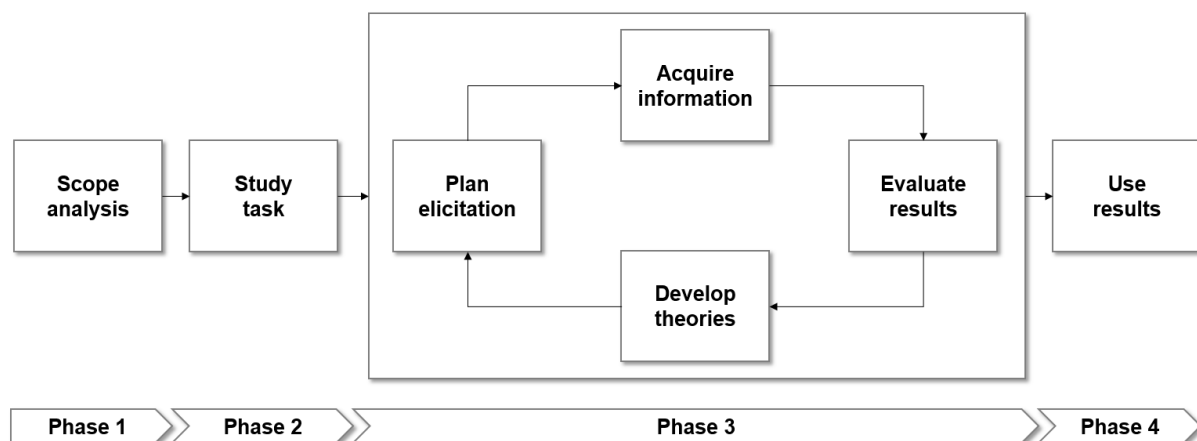 Acquire
information
Scope
analysis
Study
task
Plan
elicitation
Evaluate
results
Use
results
Develop
theories
Phase 1
Phase 2
Phase 3
Phase 4